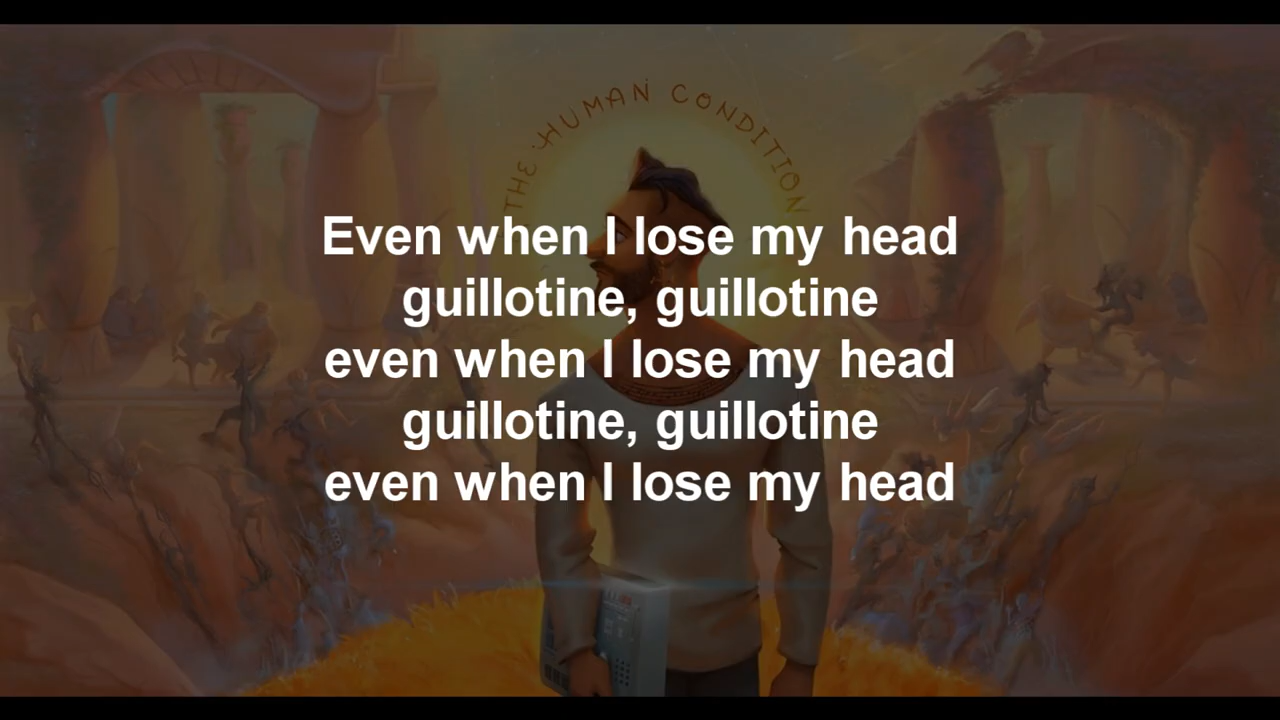 THE HUMAN CONDITION
Even when I lose my head
guillotine, guillotine
even when I lose my head
guillotine, guillotine
even when I lose my head